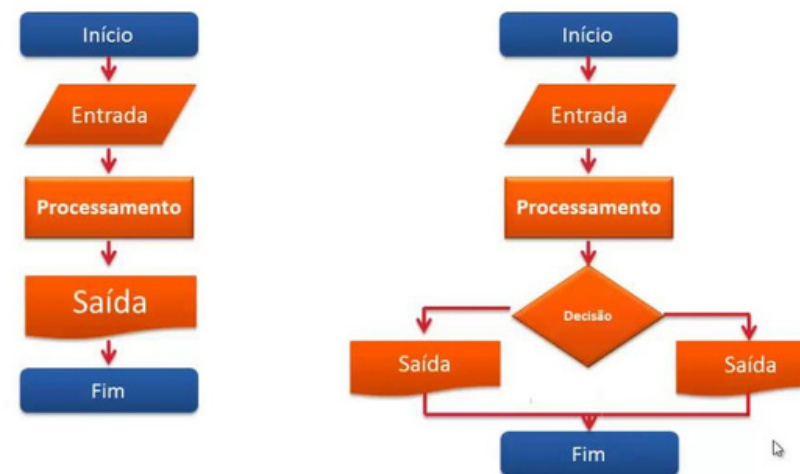 Início
Entrada
Processamento
Saída
Fim
Início
Entrada
Processamento
Decisão
Saída
Saída
Fim